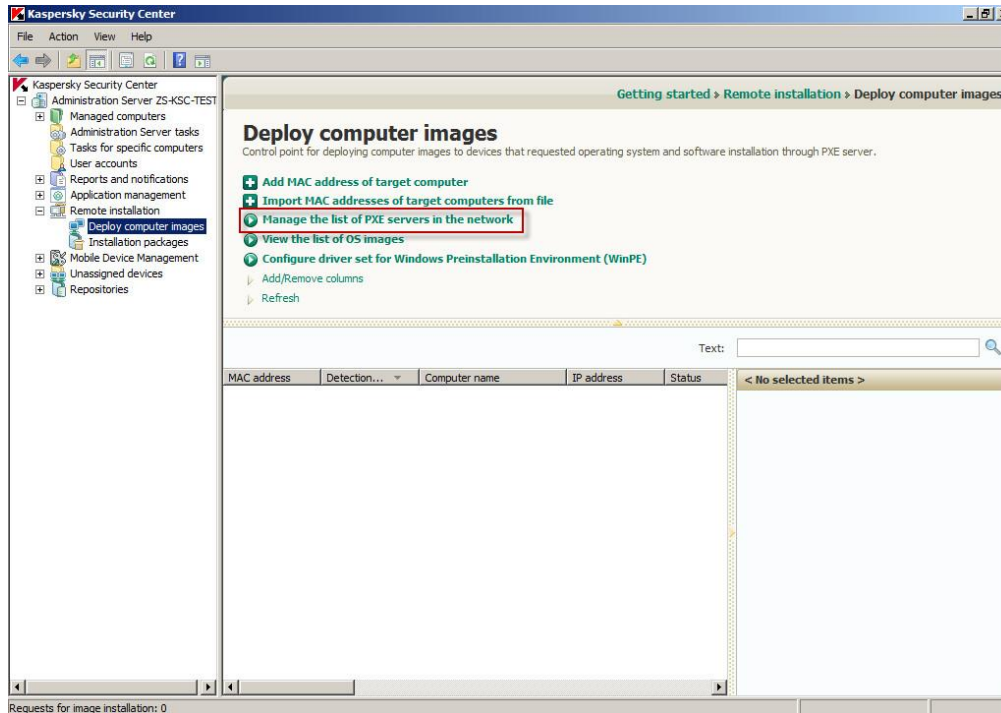 Kaspersky Security Center
File Action View Help
Kaspersky Security Center
Administration Server ZS-KSC-TEST
Managed computers
Administration Server tasks
Tasks for specific computers
User accounts
Reports and notifications
Application management
Remote installation
Deploy computer images
Installation packages
Mobile Device Management
Unassigned devices
Repositories
Getting started › Remote installation › Deploy computer images
Deploy computer images
Control point for deploying computer images to devices that requested operating system and software installation through PXE server.
Add MAC address of target computer
Import MAC addresses of target computers from file
Manage the list of PXE servers in the network
View the list of OS images
Configure driver set for Windows Preinstallation Environment (WinPE)
Add/Remove columns
Refresh
Text:
MAC address Detection... Computer name IP address Status
< No selected items >
Requests for image installation: 0